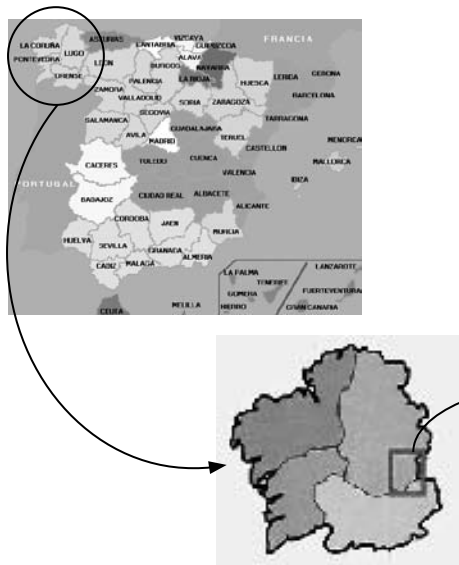 FRANCIA
ASTURIAS
VIZCAYA
LA CORUÑA
CANTABRIA
GUIPUZCOA
LUGO
ALAVA
PONTEVEDRA
LEON
BURGOS
NAVARRA
ORENSE
PALENCIA
LA RIOJA
HUESCA
LERIDA
GERONA
ZAMORA
VALLADOLID
SORIA
ZARAGOZA
BARCELONA
SEGOVIA
TARRAGONA
SALAMANCA
GUADALAJARA
AVILA
MADRID
TERUEL
CASTELLON
MENORCA
CACERES
TOLEDO
CUENCA
MALLORCA
VALENCIA
PORTUGAL
IBIZA
BADAJOZ
CIUDAD REAL
ALBACETE
ALICANTE
CORDOBA
JAEN
MURCIA
HUELVA
SEVILLA
GRANADA
ALMERIA
CADIZ
MALAGA
LANZAROTE
LA PALMA
TENERIFE
GOMERA
FUERTEVENTURA
HIERRO
GRAN CANARIA
CEUTA
MELILLA